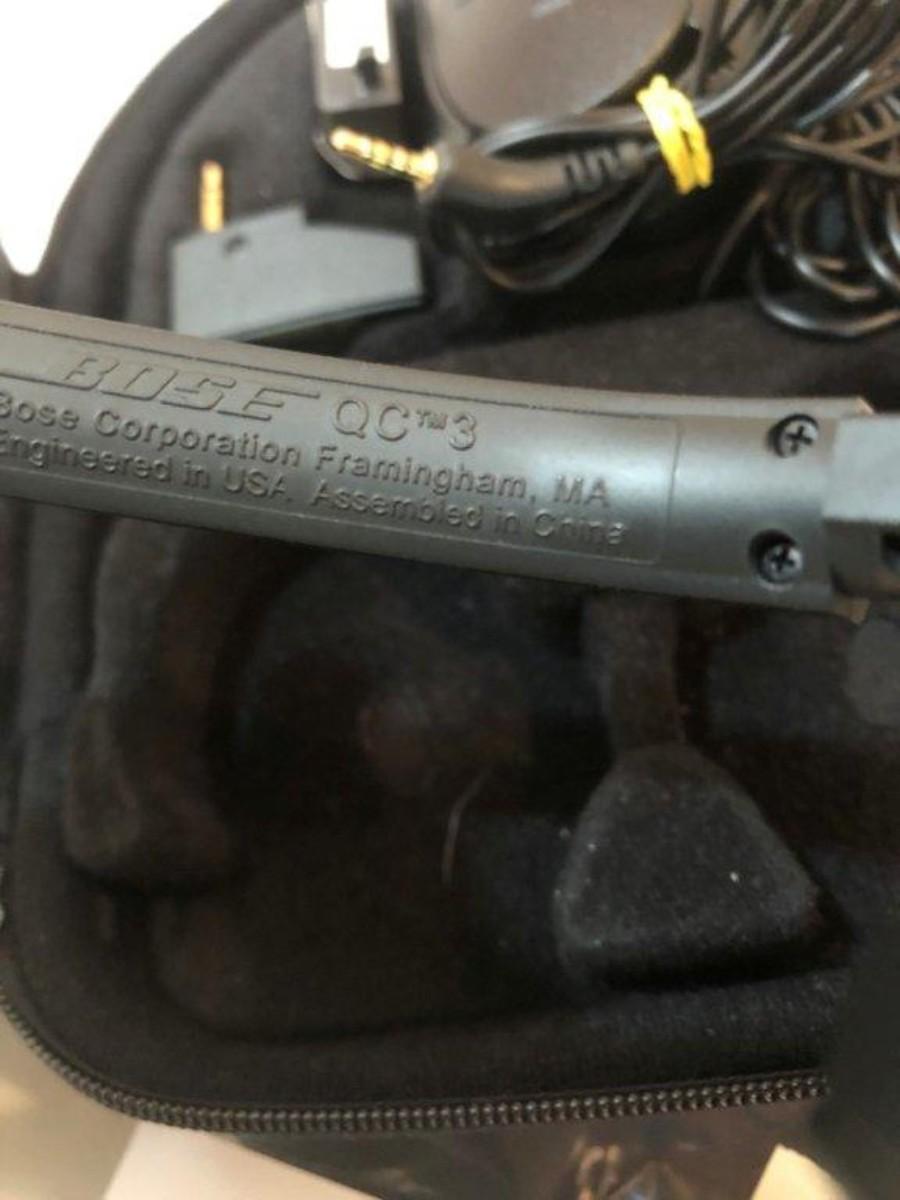 BOSE QC™3
Bose Corporation Framingham, MA
Engineered in USA. Assembled in China